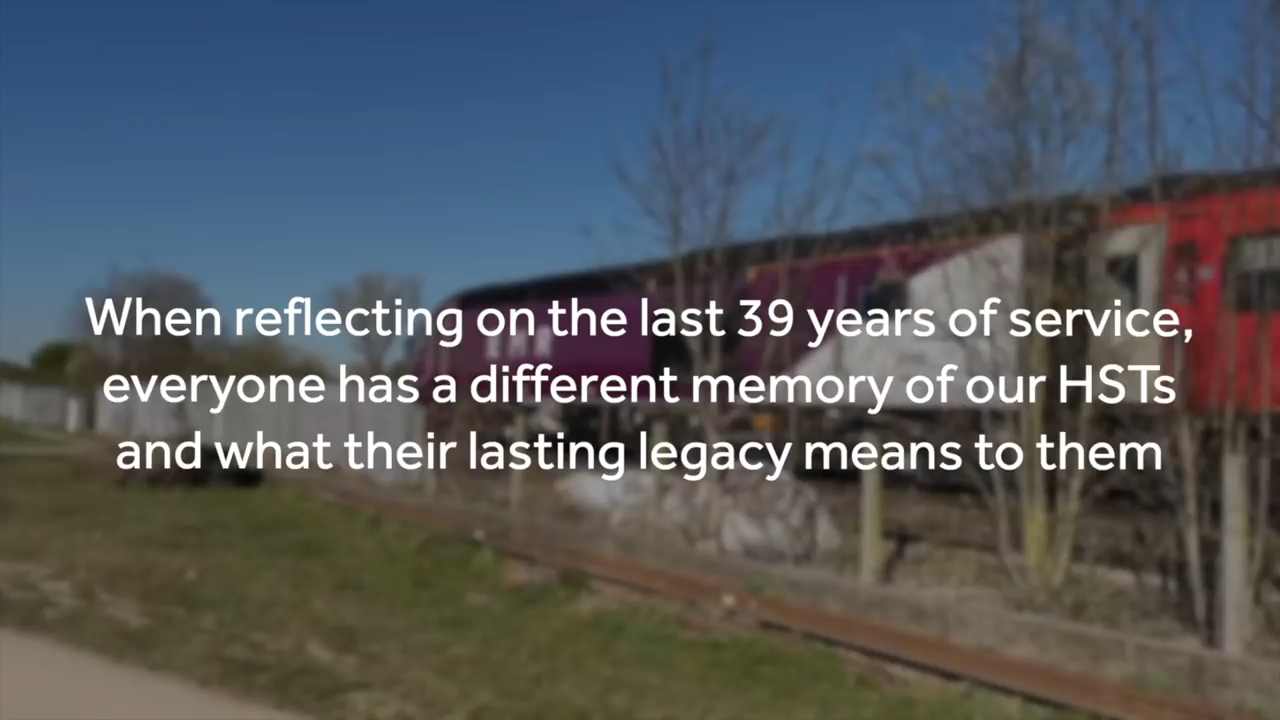 When reflecting on the last 39 years of service,
everyone has a different memory of our HSTs
and what their lasting legacy means to them